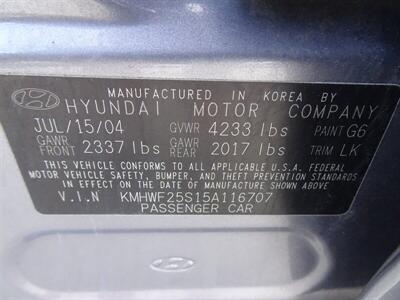 MANUFACTURED IN KOREA BY
HYUNDAI MOTOR COMPANY
JUL/15/04 GVWR 4233 lbs PAINT G6
GAWR FRONT 2337 lbs GAWR REAR 2017 lbs TRIM LK
THIS VEHICLE CONFORMS TO ALL APPLICABLE U.S.A. FEDERAL
MOTOR VEHICLE SAFETY, BUMPER, AND THEFT PREVENTION STANDARDS
IN EFFECT ON THE DATE OF MANUFACTURE SHOWN ABOVE.
V.I.N KMHWF25S15A116707
PASSENGER CAR